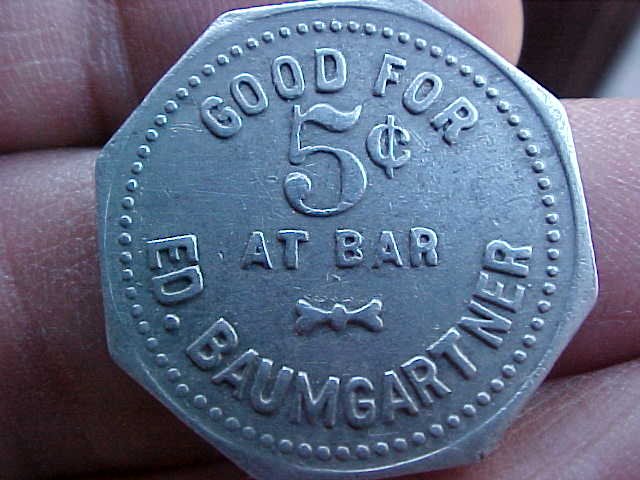 GOOD FOR
5¢
AT BAR
ED. BAUMGARTNER